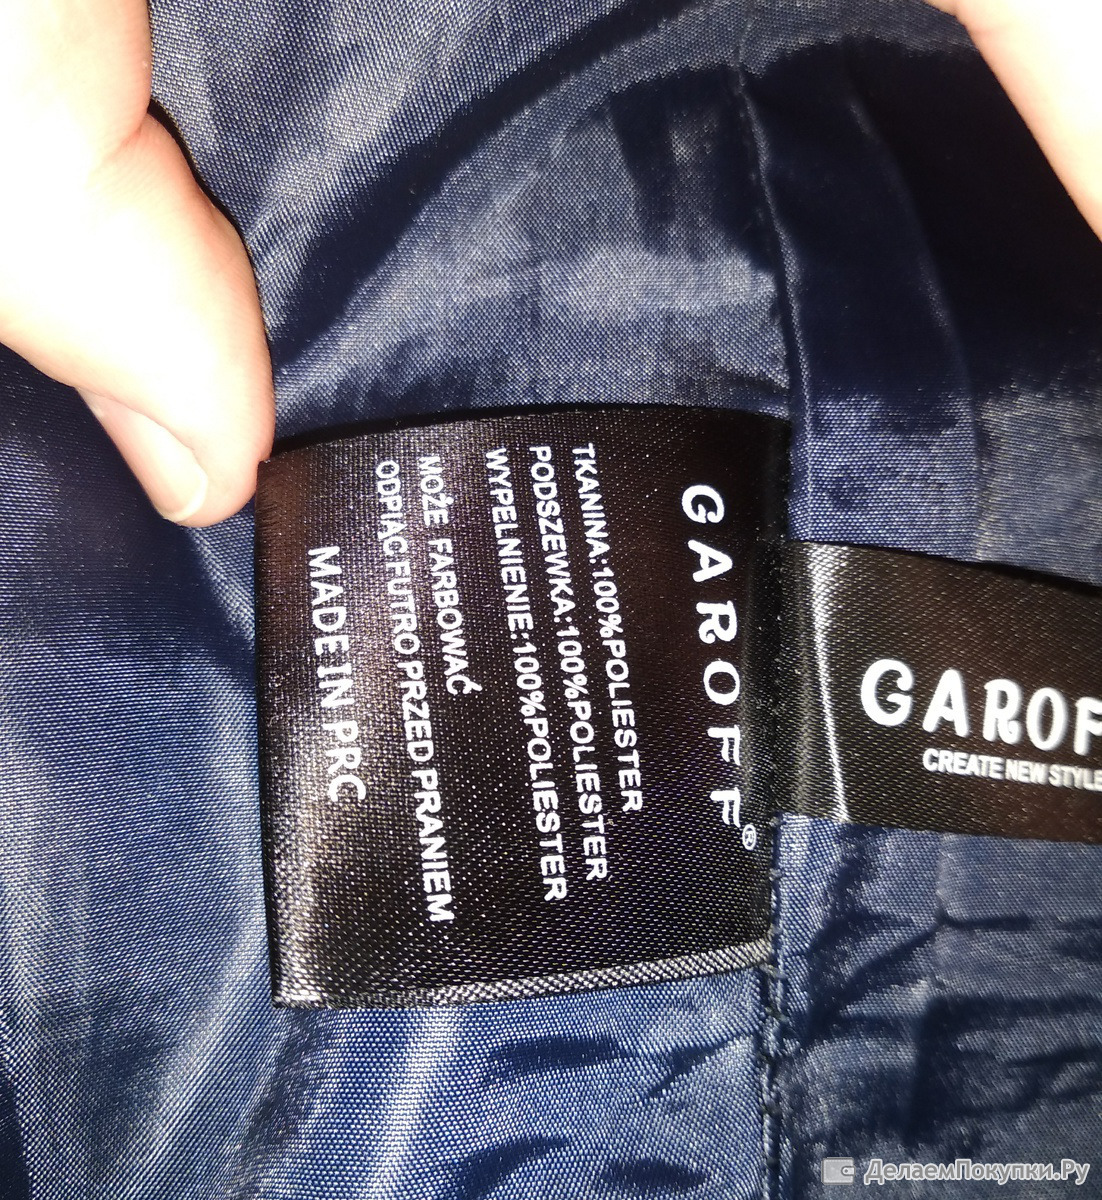 GAROFF®
TKANINA:100%POLIESTER
PODSZEWKA:100%POLIESTER
WYPEŁNIENIE:100%POLIESTER
MOŻE FARBOWAĆ
ODPIĄĆ FUTRO PRZED PRANIEM
MADE IN PRC
GAROF
CREATE NEW STYLE
ДелаемПокупки.Ру